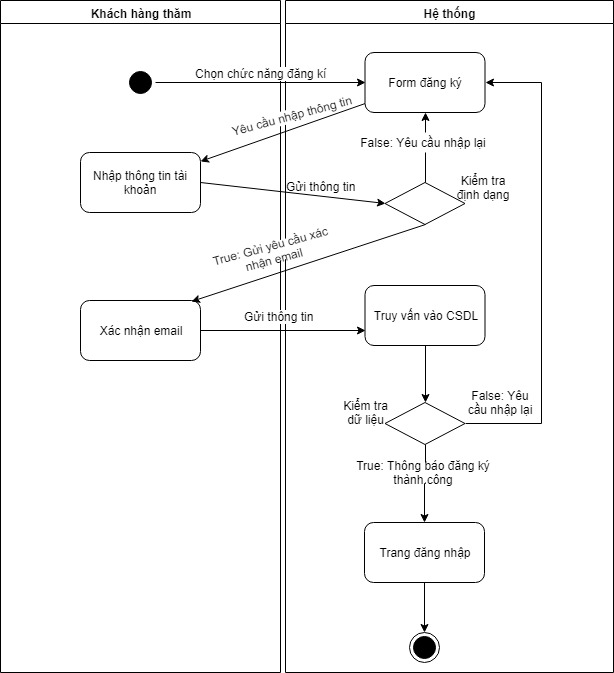 Khách hàng thăm
Hệ thống
Chọn chức năng đăng kí
Form đăng ký
Yêu cầu nhập thông tin
False: Yêu cầu nhập lại
Nhập thông tin tài
khoản
Gửi thông tin
Kiểm tra
định dạng
True: Gửi yêu cầu xác
nhận email
Xác nhận email
Gửi thông tin
Truy vấn vào CSDL
Kiểm tra
dữ liệu
False: Yêu
cầu nhập lại
True: Thông báo đăng ký
thành công
Trang đăng nhập